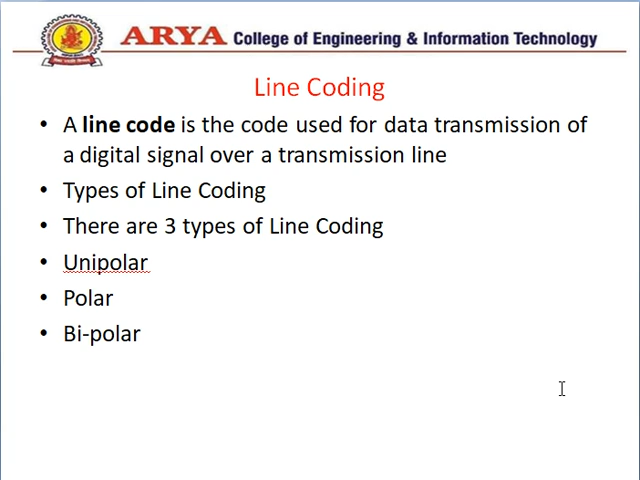 ARYA College of Engineering & Information Technology
Line Coding
• A line code is the code used for data transmission of
a digital signal over a transmission line
• Types of Line Coding
• There are 3 types of Line Coding
• Unipolar
• Polar
• Bi-polar